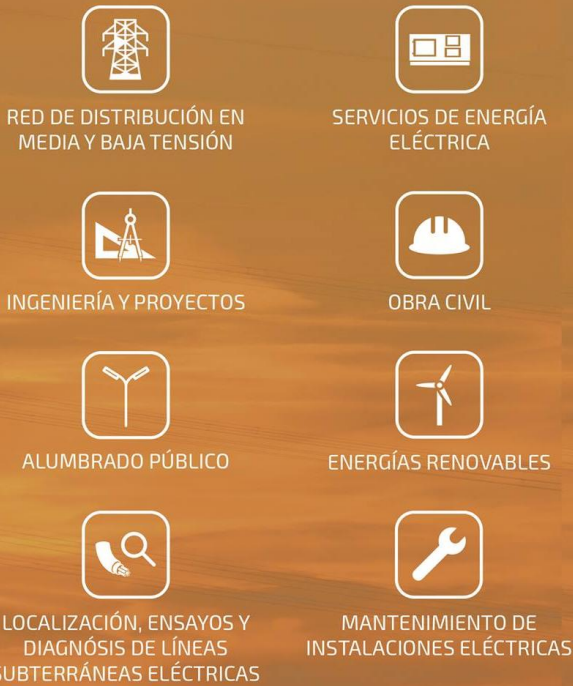 RED DE DISTRIBUCIÓN EN
MEDIA Y BAJA TENSIÓN
SERVICIOS DE ENERGÍA
ELÉCTRICA
INGENIERÍA Y PROYECTOS
OBRA CIVIL
ALUMBRADO PÚBLICO
ENERGÍAS RENOVABLES
LOCALIZACIÓN, ENSAYOS Y
DIAGNÓSIS DE LÍNEAS
SUBTERRÁNEAS ELÉCTRICAS
MANTENIMIENTO DE
INSTALACIONES ELÉCTRICAS